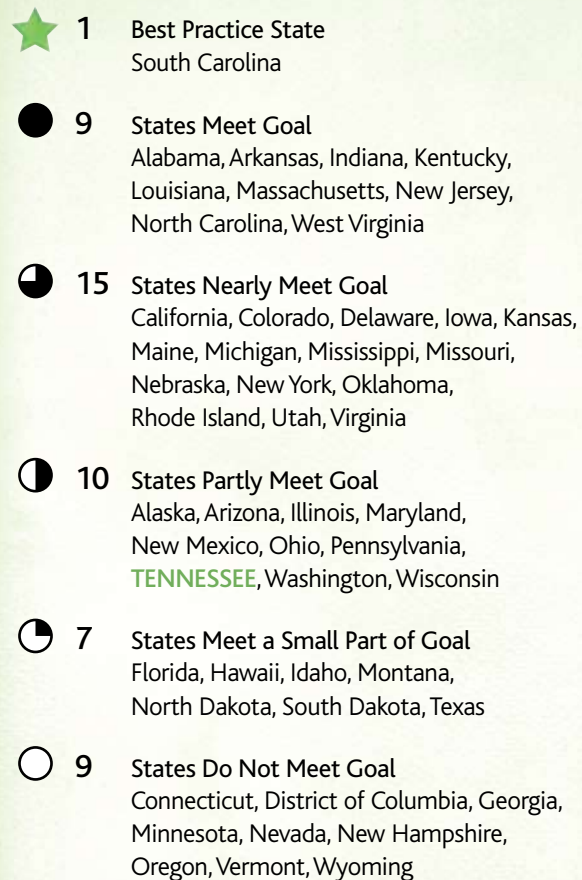 1 Best Practice State
South Carolina
9 States Meet Goal
Alabama, Arkansas, Indiana, Kentucky,
Louisiana, Massachusetts, New Jersey,
North Carolina, West Virginia
15 States Nearly Meet Goal
California, Colorado, Delaware, Iowa, Kansas,
Maine, Michigan, Mississippi, Missouri,
Nebraska, New York, Oklahoma,
Rhode Island, Utah, Virginia
10 States Partly Meet Goal
Alaska, Arizona, Illinois, Maryland,
New Mexico, Ohio, Pennsylvania,
TENNESSEE, Washington, Wisconsin
7 States Meet a Small Part of Goal
Florida, Hawaii, Idaho, Montana,
North Dakota, South Dakota, Texas
9 States Do Not Meet Goal
Connecticut, District of Columbia, Georgia,
Minnesota, Nevada, New Hampshire,
Oregon, Vermont, Wyoming